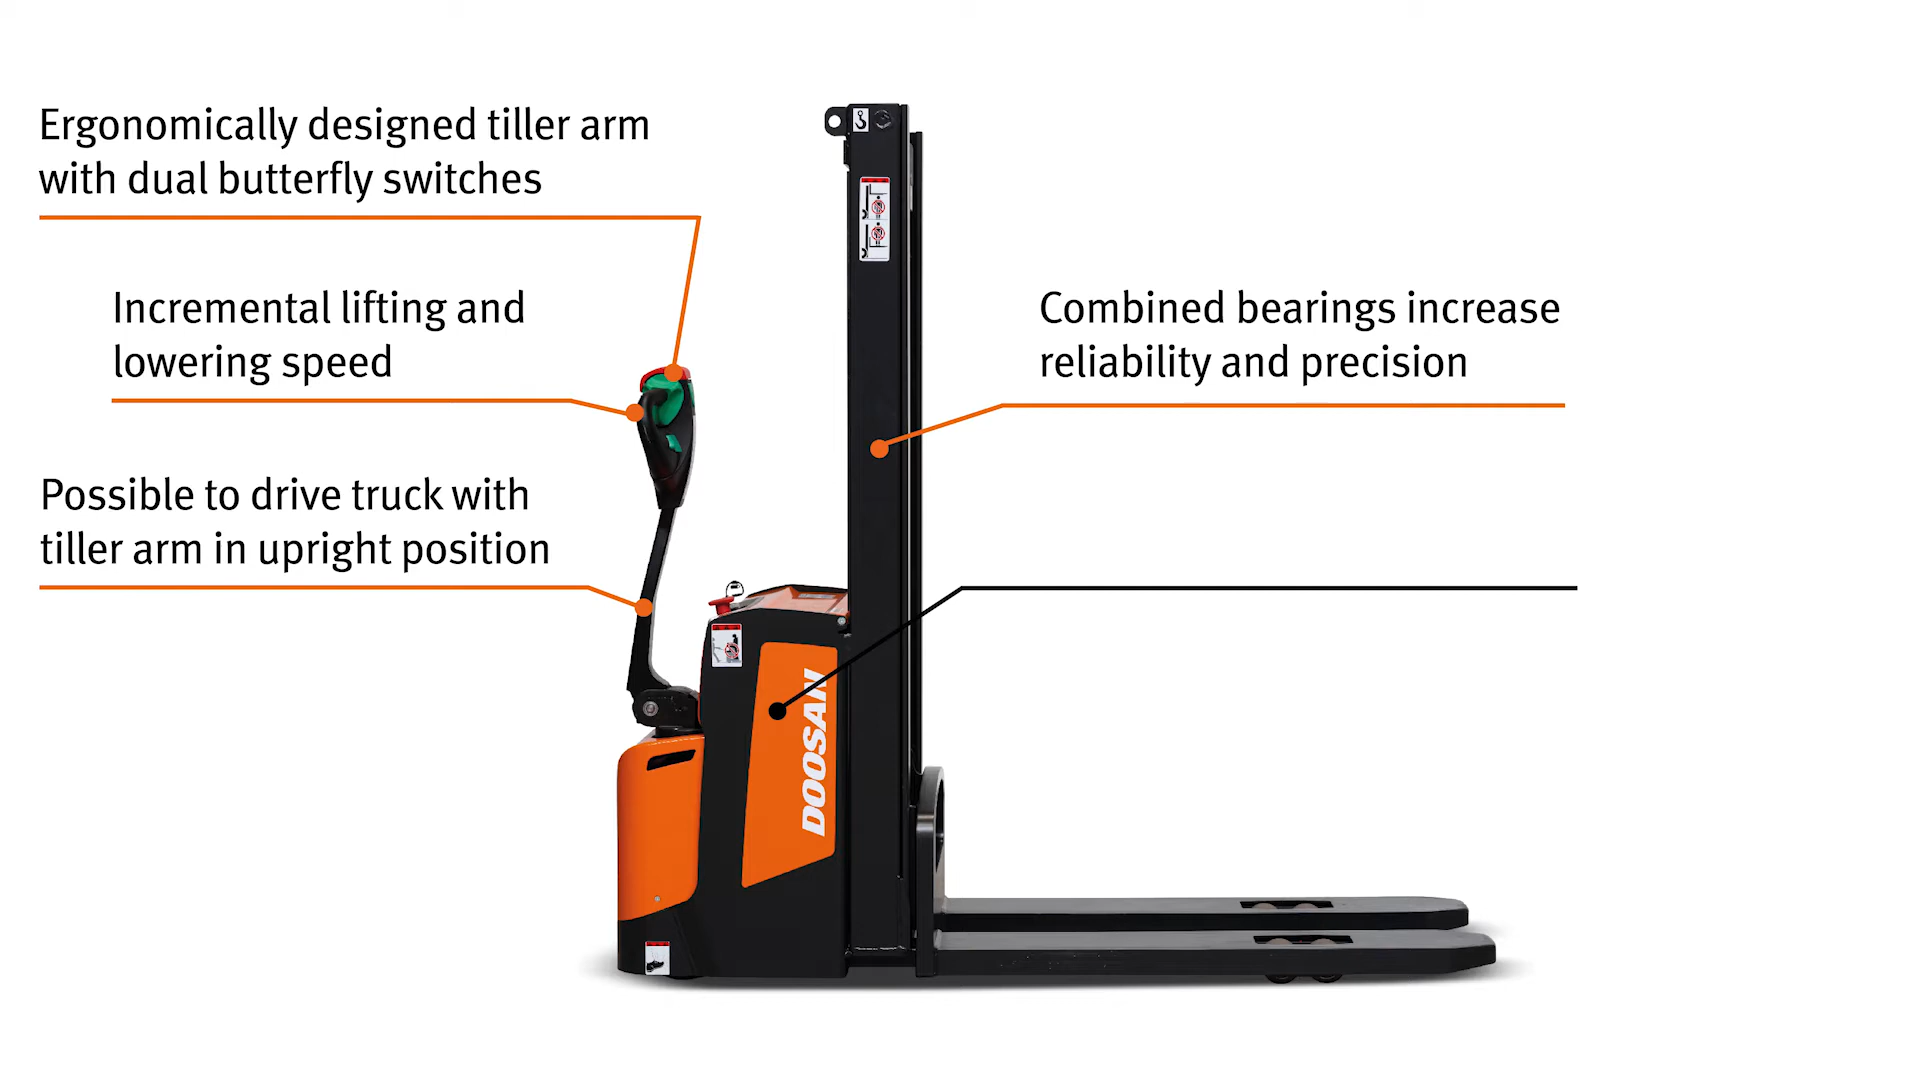 Ergonomically designed tiller arm
with dual butterfly switches
Incremental lifting and
lowering speed
Combined bearings increase
reliability and precision
Possible to drive truck with
tiller arm in upright position
DOOSAN